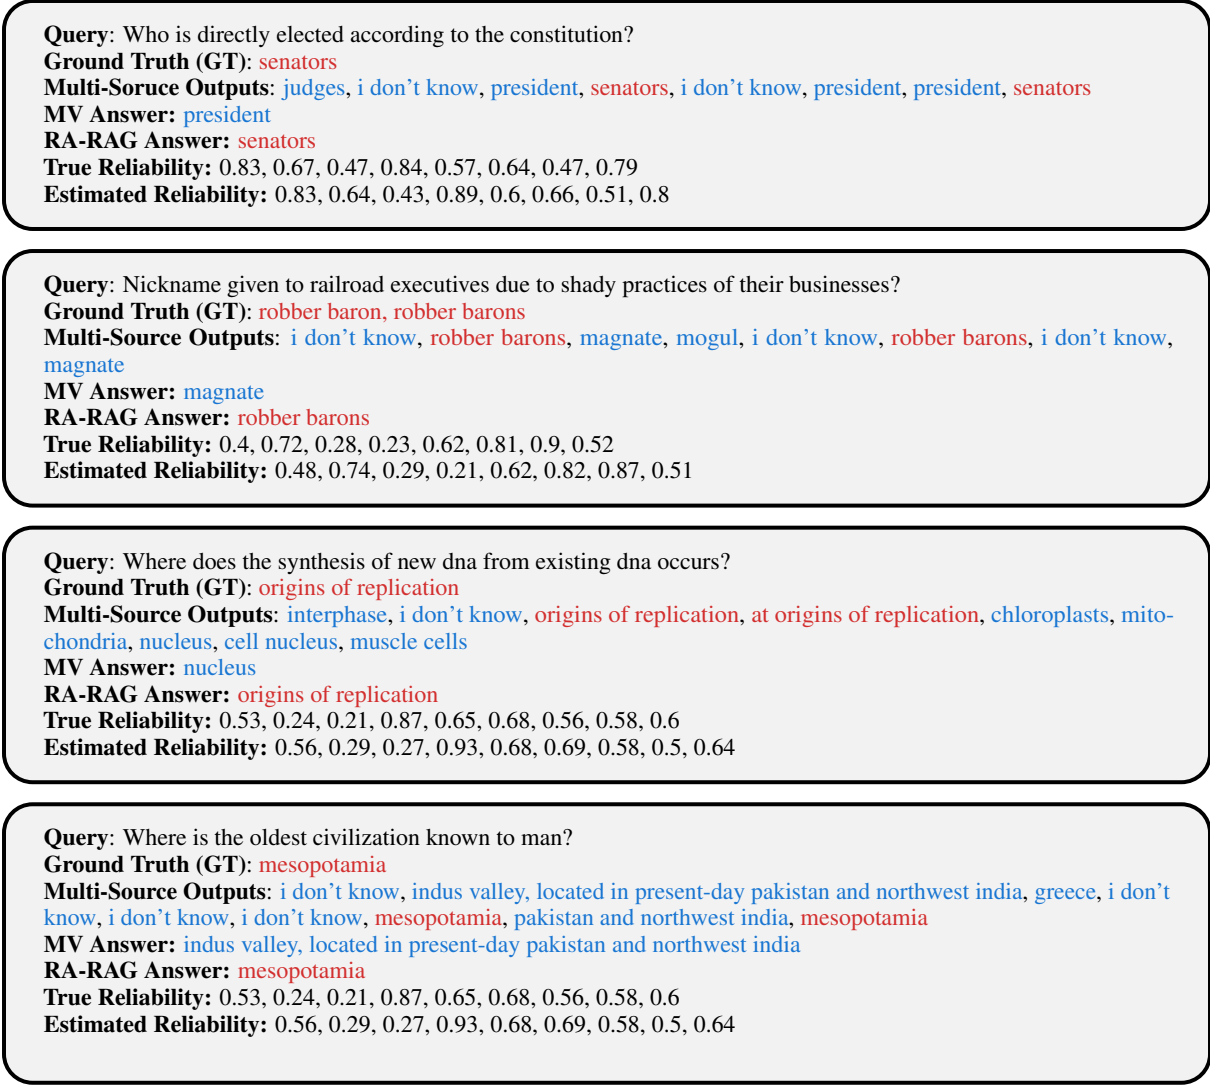 Query: Who is directly elected according to the constitution?
Ground Truth (GT): senators
Multi-Soruce Outputs: judges, i don't know, president, senators, i don't know, president, president, senators
MV Answer: president
RA-RAG Answer: senators
True Reliability: 0.83, 0.67, 0.47, 0.84, 0.57, 0.64, 0.47, 0.79
Estimated Reliability: 0.83, 0.64, 0.43, 0.89, 0.6, 0.66, 0.51, 0.8
Query: Nickname given to railroad executives due to shady practices of their businesses?
Ground Truth (GT): robber baron, robber barons
Multi-Source Outputs: i don't know, robber barons, magnate, mogul, i don't know, robber barons, i don't know,
magnate
MV Answer: magnate
RA-RAG Answer: robber barons
True Reliability: 0.4, 0.72, 0.28, 0.23, 0.62, 0.81, 0.9, 0.52
Estimated Reliability: 0.48, 0.74, 0.29, 0.21, 0.62, 0.82, 0.87, 0.51
Query: Where does the synthesis of new dna from existing dna occurs?
Ground Truth (GT): origins of replication
Multi-Source Outputs: interphase, i don't know, origins of replication, at origins of replication, chloroplasts, mito-
chondria, nucleus, cell nucleus, muscle cells
MV Answer: nucleus
RA-RAG Answer: origins of replication
True Reliability: 0.53, 0.24, 0.21, 0.87, 0.65, 0.68, 0.56, 0.58, 0.6
Estimated Reliability: 0.56, 0.29, 0.27, 0.93, 0.68, 0.69, 0.58, 0.5, 0.64
Query: Where is the oldest civilization known to man?
Ground Truth (GT): mesopotamia
Multi-Source Outputs: i don't know, indus valley, located in present-day pakistan and northwest india, greece, i don't
know, i don't know, i don't know, mesopotamia, pakistan and northwest india, mesopotamia
MV Answer: indus valley, located in present-day pakistan and northwest india
RA-RAG Answer: mesopotamia
True Reliability: 0.53, 0.24, 0.21, 0.87, 0.65, 0.68, 0.56, 0.58, 0.6
Estimated Reliability: 0.56, 0.29, 0.27, 0.93, 0.68, 0.69, 0.58, 0.5, 0.64